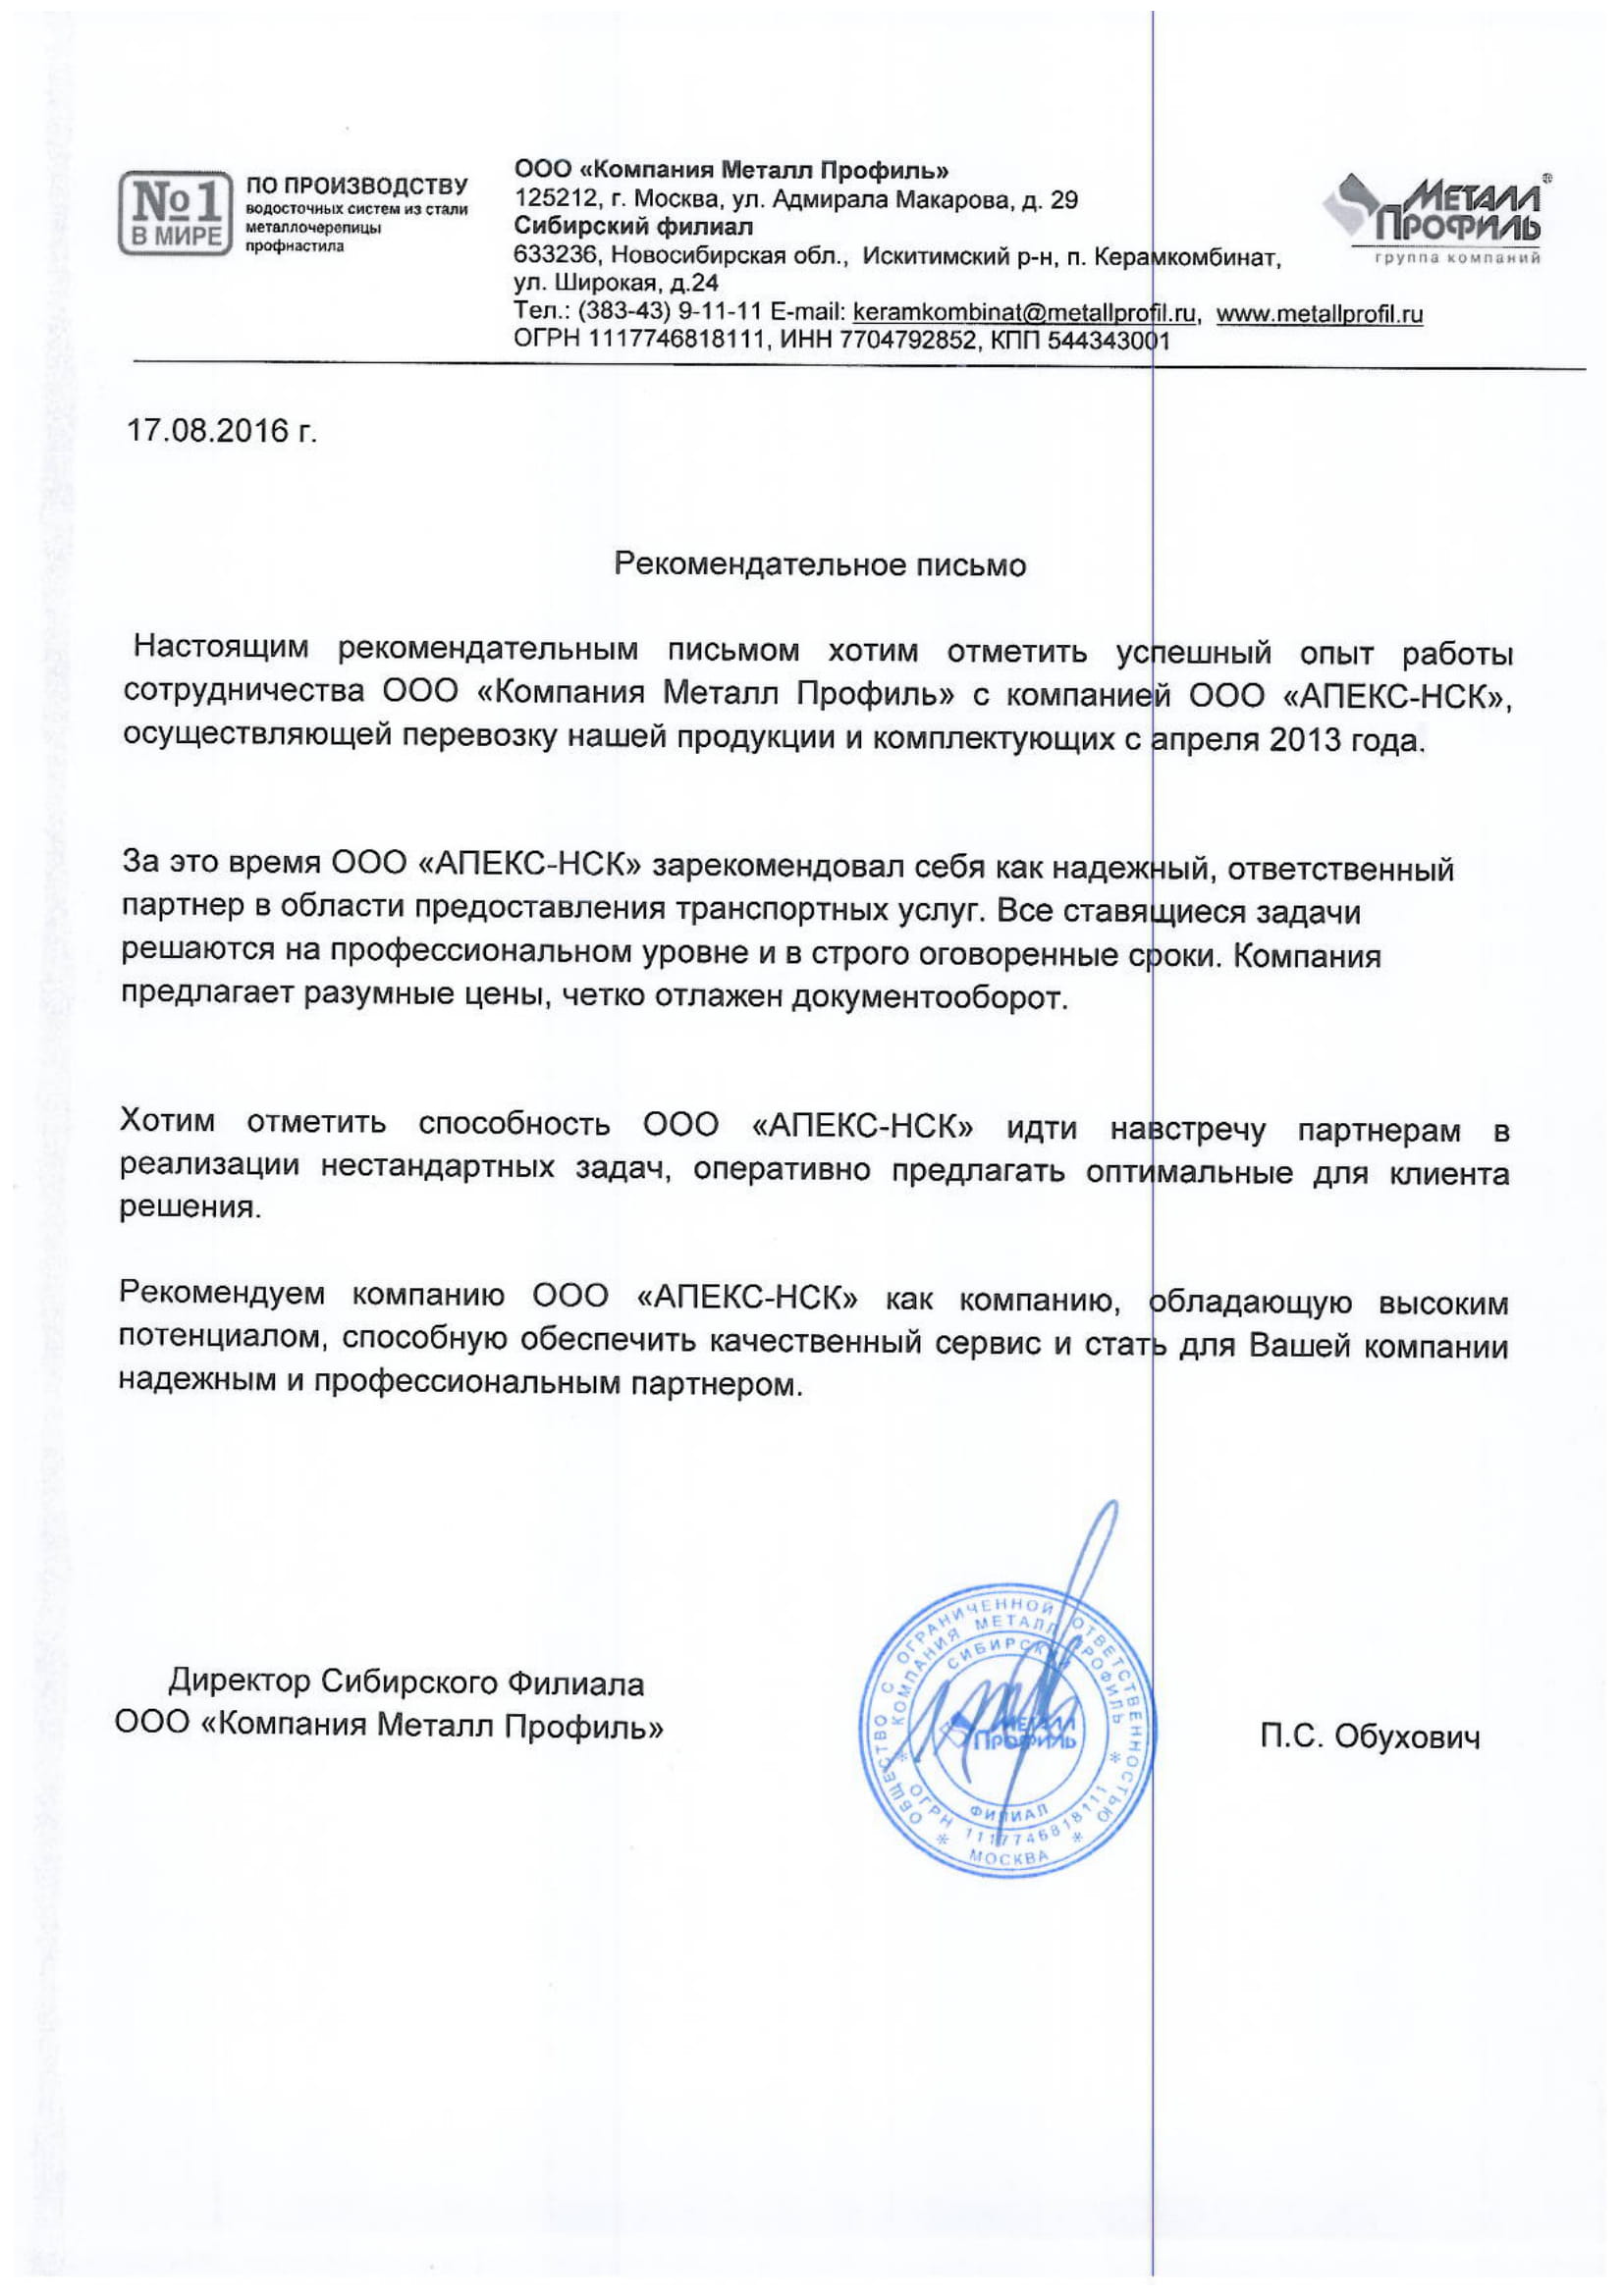 №1
В МИРЕ
ПО ПРОИЗВОДСТВУ
водосточных систем из стали
металлочерепицы
профнастила
ООО «Компания Металл Профиль»
125212, г. Москва, ул. Адмирала Макарова, д. 29
Сибирский филиал
633236, Новосибирская обл., Искитимский р-н, п. Керамкомбинат,
ул. Широкая, д.24
Тел.: (383-43) 9-11-11 E-mail: keramkombinat@metallprofil.ru, www.metallprofil.ru
ОГРН 1117746818111, ИНН 7704792852, КПП 544343001
МЕТАЛЛ®
ПРОФИЛЬ
группа компаний
17.08.2016 г.
Рекомендательное письмо
Настоящим рекомендательным письмом хотим отметить успешный опыт работы
сотрудничества ООО «Компания Металл Профиль» с компанией ООО «АПЕКС-НСК»,
осуществляющей перевозку нашей продукции и комплектующих с апреля 2013 года.
За это время ООО «АПЕКС-НСК» зарекомендовал себя как надежный, ответственный
партнер в области предоставления транспортных услуг. Все ставящиеся задачи
решаются на профессиональном уровне и в строго оговоренные сроки. Компания
предлагает разумные цены, четко отлажен документооборот.
Хотим отметить способность ООО «АПЕКС-НСК» идти навстречу партнерам в
реализации нестандартных задач, оперативно предлагать оптимальные для клиента
решения.
Рекомендуем компанию ООО «АПЕКС-НСК» как компанию, обладающую высоким
потенциалом, способную обеспечить качественный сервис и стать для Вашей компании
надежным и профессиональным партнером.
Директор Сибирского Филиала
ООО «Компания Металл Профиль»
ОБЩЕСТВО С ОГРАНИЧЕННОЙ ОТВЕТСТВЕННОСТЬЮ
* КОМПАНИЯ МЕТАЛЛ ПРОФИЛЬ *
СИБИРСКИЙ
МЕТАЛЛ
ПРОФИЛЬ
ФИЛИАЛ
ОГРН 1117746818111
* МОСКВА *
П.С. Обухович